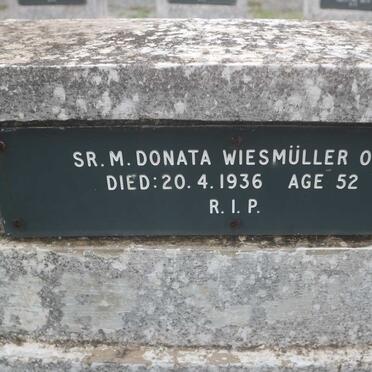 SR. M. DONATA WIESMÜLLER O
DIED: 20. 4. 1936 AGE 52
R. I. P.